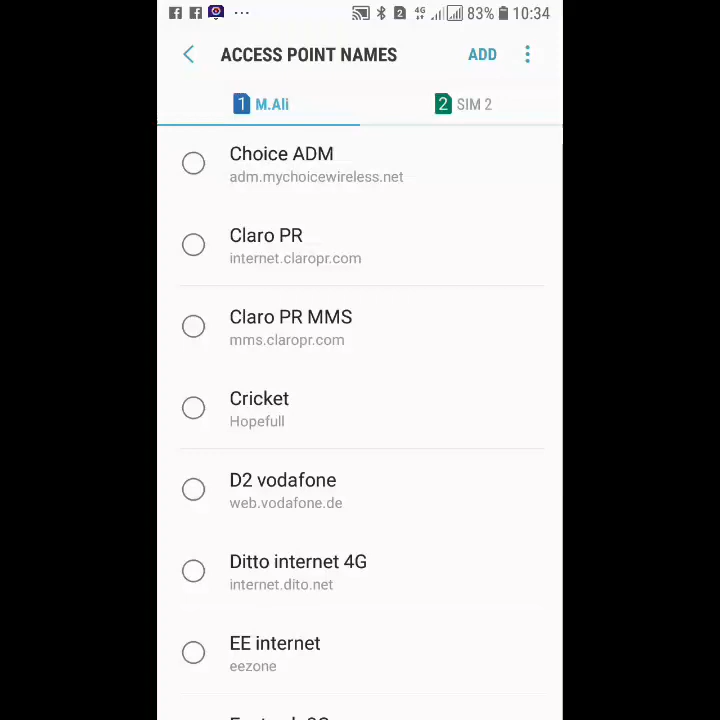 2 4G 83% 10:34
ACCESS POINT NAMES ADD
1 M.Ali 2 SIM 2
Choice ADM
adm.mychoicewireless.net
Claro PR
internet.claropr.com
Claro PR MMS
mms.claropr.com
Cricket
Hopefull
D2 vodafone
web.vodafone.de
Ditto internet 4G
internet.dito.net
EE internet
eezone